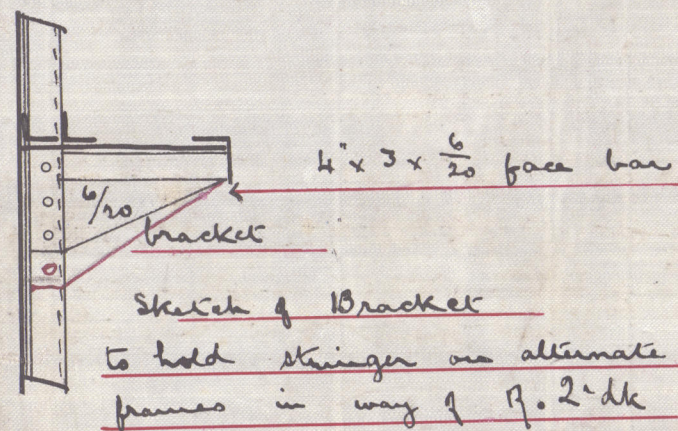 4" x 3 x 6/20 face bar
6/20
bracket
Sketch of Bracket
to hold stringer on alternate
frames in way of 2 dk